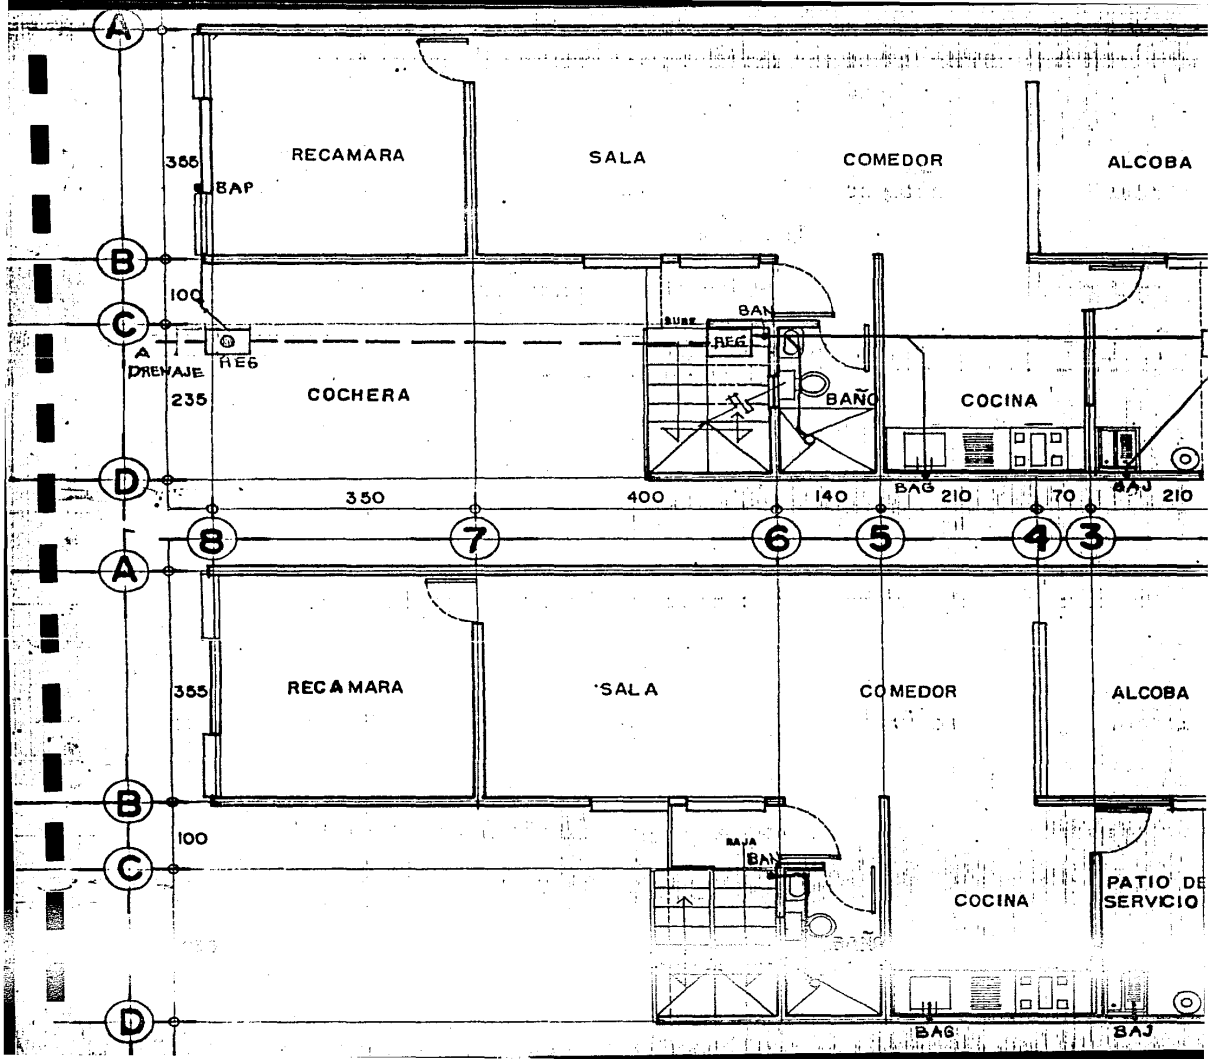 A
RECAMARA
SALA
COMEDOR
ALCOBA
355
BAP
B
100
C
BAN
SUBE
REG
A
DRENAJE
REG
235
COCHERA
BAÑO
COCINA
D
350
400
BAG
BAJ
140
210
70
210
8
7
6
5
4
3
A
355
RECAMARA
SALA
COMEDOR
ALCOBA
B
100
BAJA
BAN
C
PATIO DE
SERVICIO
COCINA
BAÑO
D
BAG
BAJ